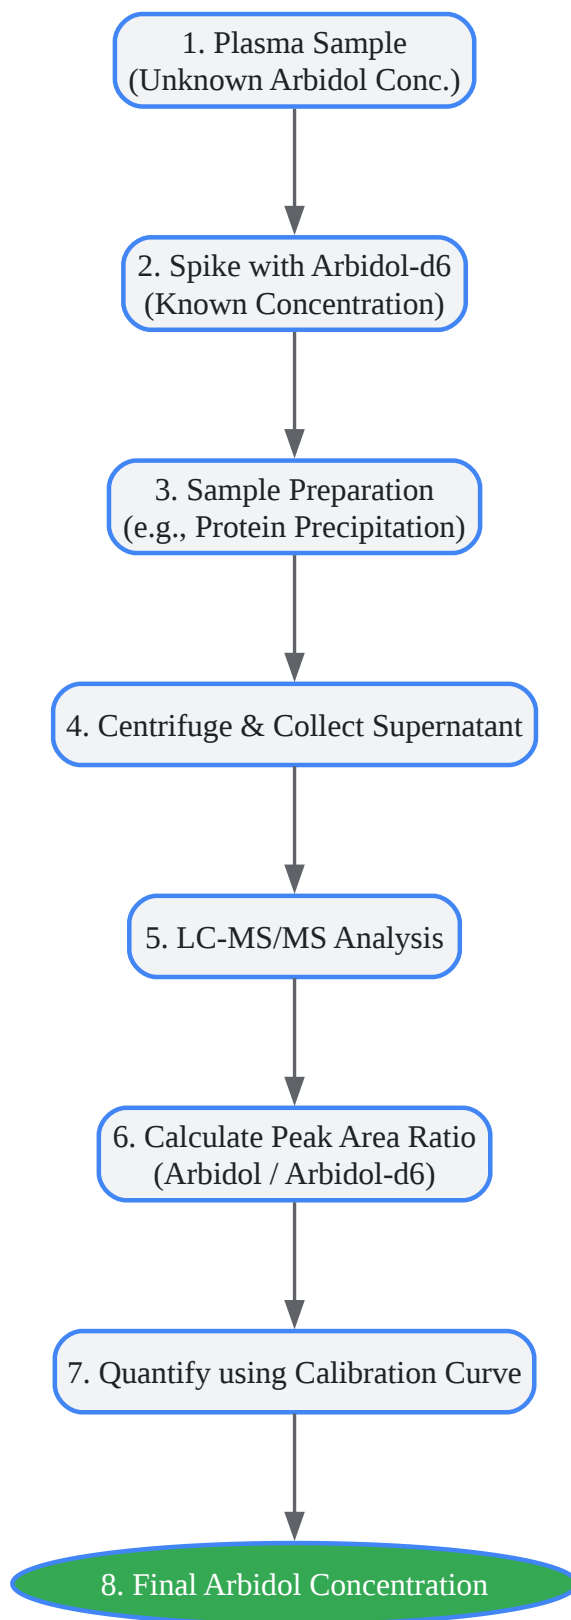 1. Plasma Sample
(Unknown Arbidol Conc.)
2. Spike with Arbidol-d6
(Known Concentration)
3. Sample Preparation
(e.g., Protein Precipitation)
4. Centrifuge & Collect Supernatant
5. LC-MS/MS Analysis
6. Calculate Peak Area Ratio
(Arbidol / Arbidol-d6)
7. Quantify using Calibration Curve
8. Final Arbidol Concentration